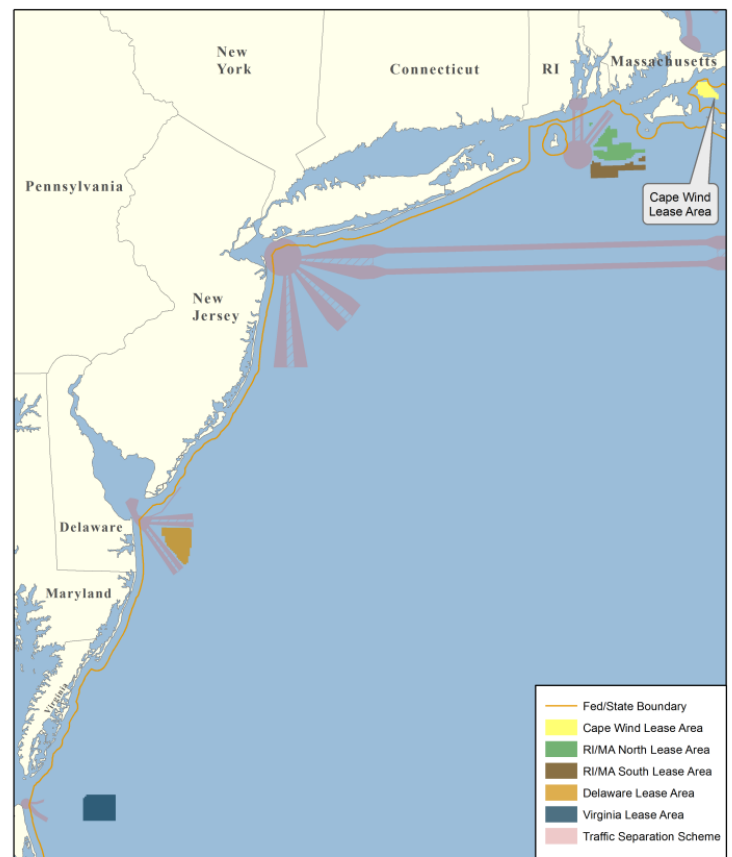 New
York
Connecticut
RI
Massachusetts
Pennsylvania
Cape Wind
Lease Area
New
Jersey
Delaware
Maryland
Virginia
Fed/State Boundary
Cape Wind Lease Area
RI/MA North Lease Area
RI/MA South Lease Area
Delaware Lease Area
Virginia Lease Area
Traffic Separation Scheme